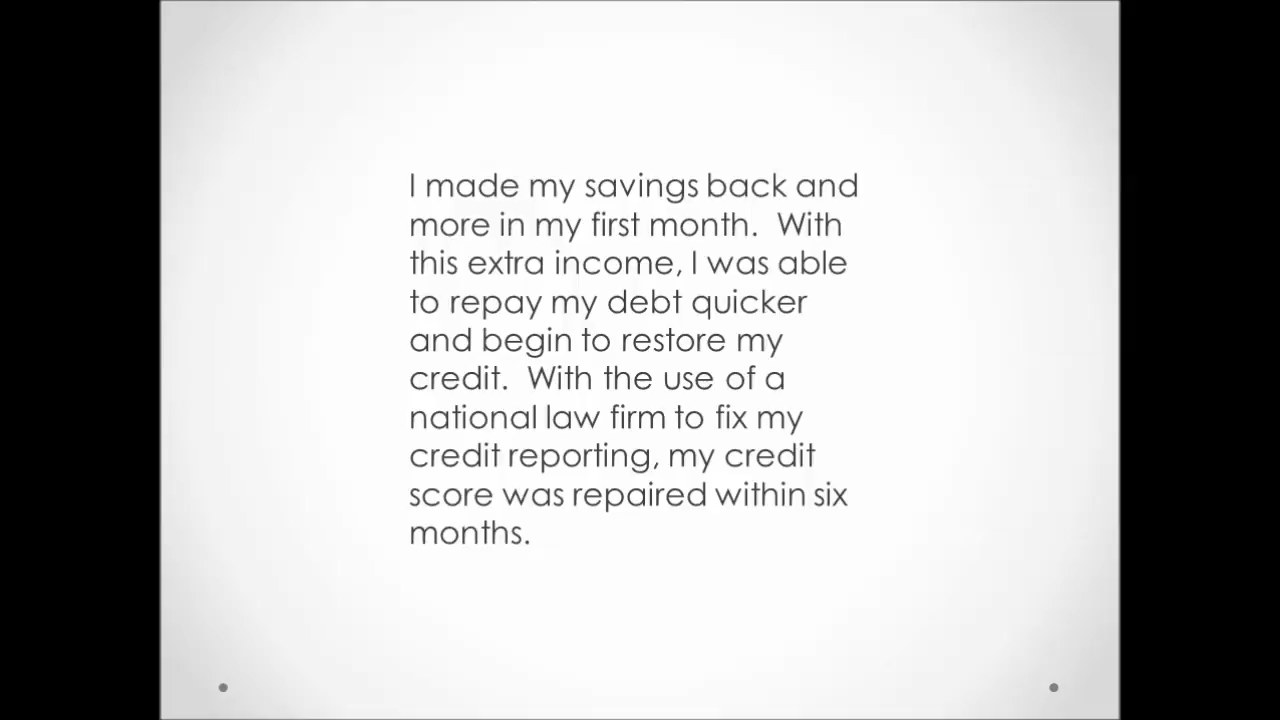 I made my savings back and
more in my first month.  With
this extra income, I was able
to repay my debt quicker
and begin to restore my
credit.  With the use of a
national law firm to fix my
credit reporting, my credit
score was repaired within six
months.